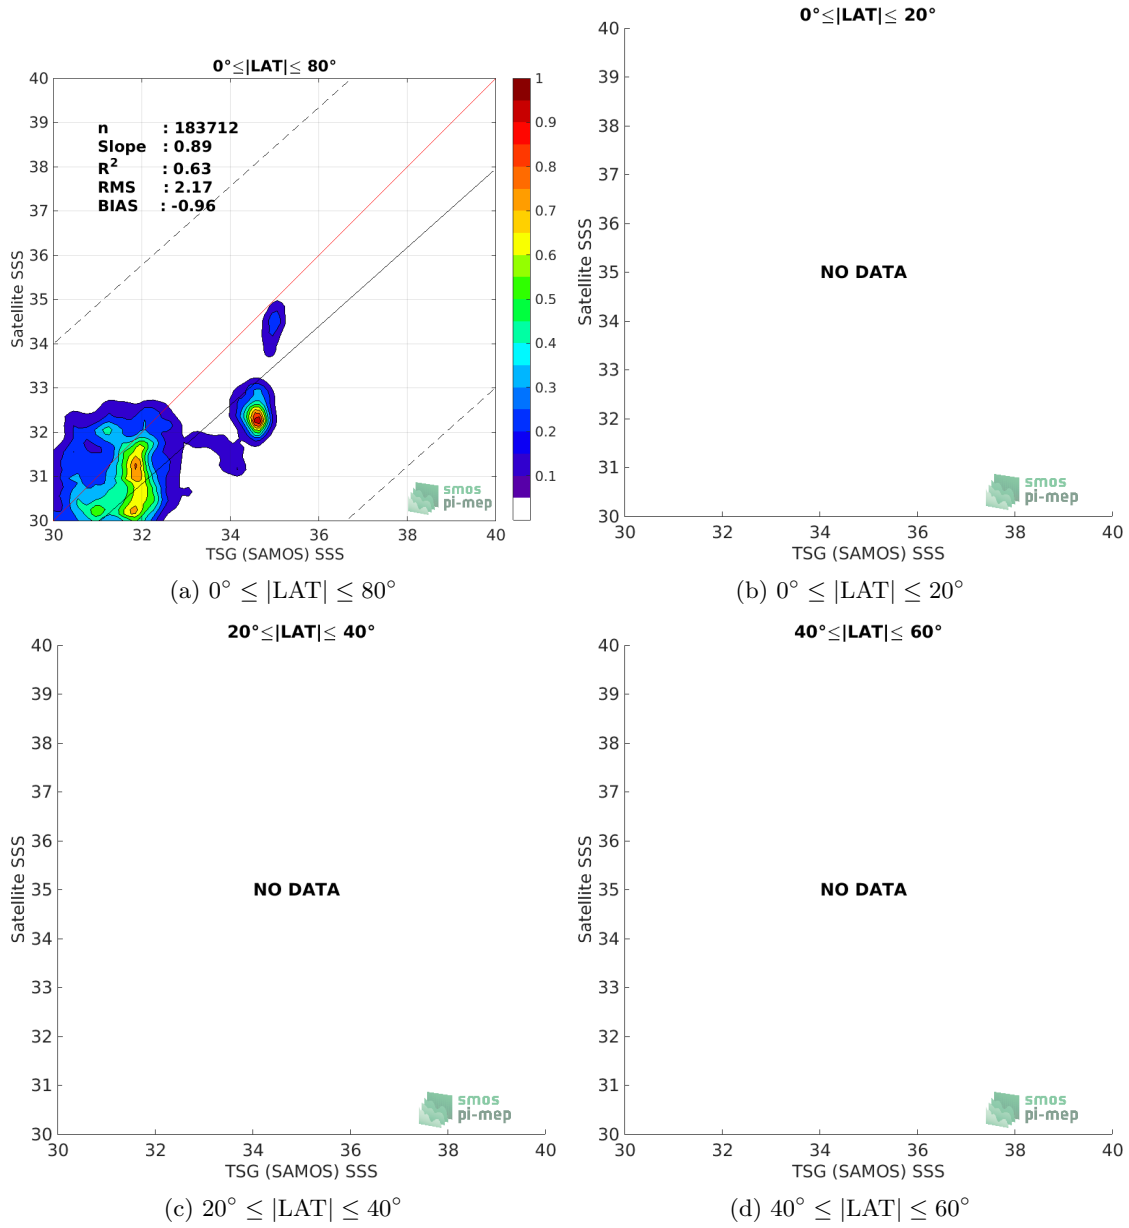 0°≤|LAT|≤ 80°
n : 183712
Slope : 0.89
R² : 0.63
RMS : 2.17
BIAS : -0.96
Satellite SSS
40
39
38
37
36
35
34
33
32
31
30
30 32 34 36 38 40
TSG (SAMOS) SSS
1
0.9
0.8
0.7
0.6
0.5
0.4
0.3
0.2
0.1
smos
pi-mep
(a) 0° ≤ |LAT| ≤ 80°
0°≤|LAT|≤ 20°
Satellite SSS
40
39
38
37
36
35
34
33
32
31
30
NO DATA
smos
pi-mep
30 32 34 36 38 40
TSG (SAMOS) SSS
(b) 0° ≤ |LAT| ≤ 20°
20°≤|LAT|≤ 40°
Satellite SSS
40
39
38
37
36
35
34
33
32
31
30
NO DATA
smos
pi-mep
30 32 34 36 38 40
TSG (SAMOS) SSS
(c) 20° ≤ |LAT| ≤ 40°
40°≤|LAT|≤ 60°
Satellite SSS
40
39
38
37
36
35
34
33
32
31
30
NO DATA
smos
pi-mep
30 32 34 36 38 40
TSG (SAMOS) SSS
(d) 40° ≤ |LAT| ≤ 60°